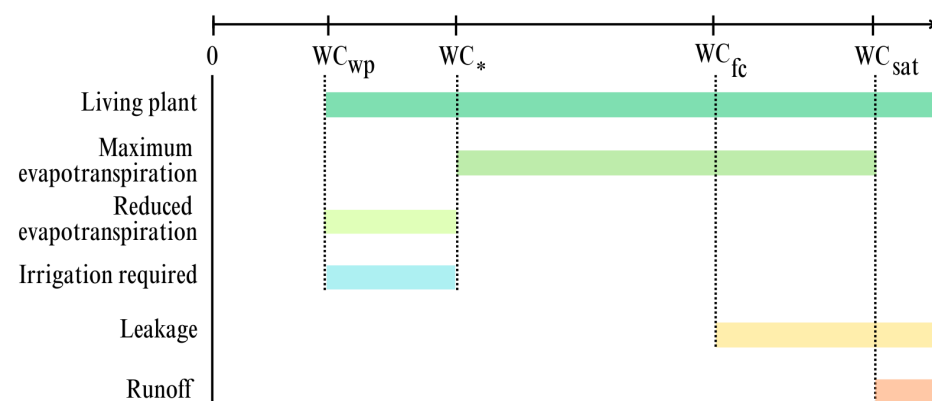 0 WCwp WC* WCfc WCsat
Living plant
Maximum
evapotranspiration
Reduced
evapotranspiration
Irrigation required
Leakage
Runoff